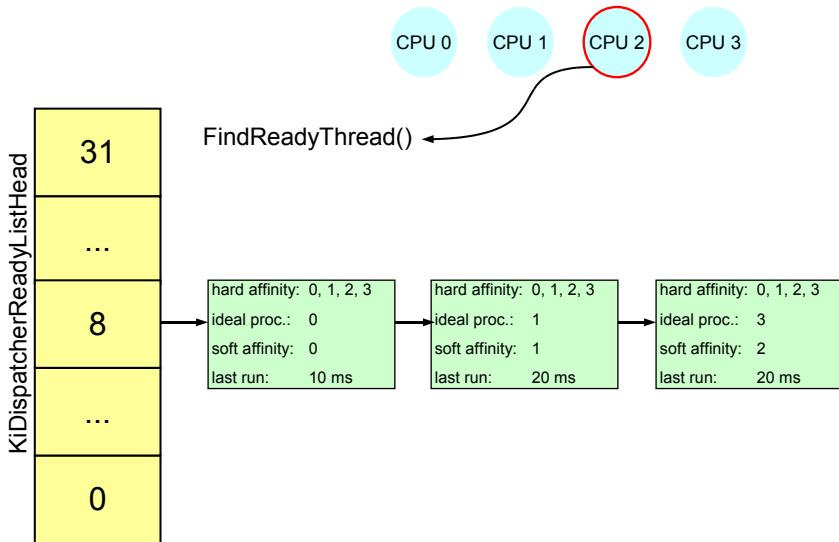 CPU 0
CPU 1
CPU 2
CPU 3
FindReadyThread()
KiDispatcherReadyListHead
31
...
8
...
0
hard affinity: 0, 1, 2, 3
ideal proc.: 0
soft affinity: 0
last run: 10 ms
hard affinity: 0, 1, 2, 3
ideal proc.: 1
soft affinity: 1
last run: 20 ms
hard affinity: 0, 1, 2, 3
ideal proc.: 3
soft affinity: 2
last run: 20 ms